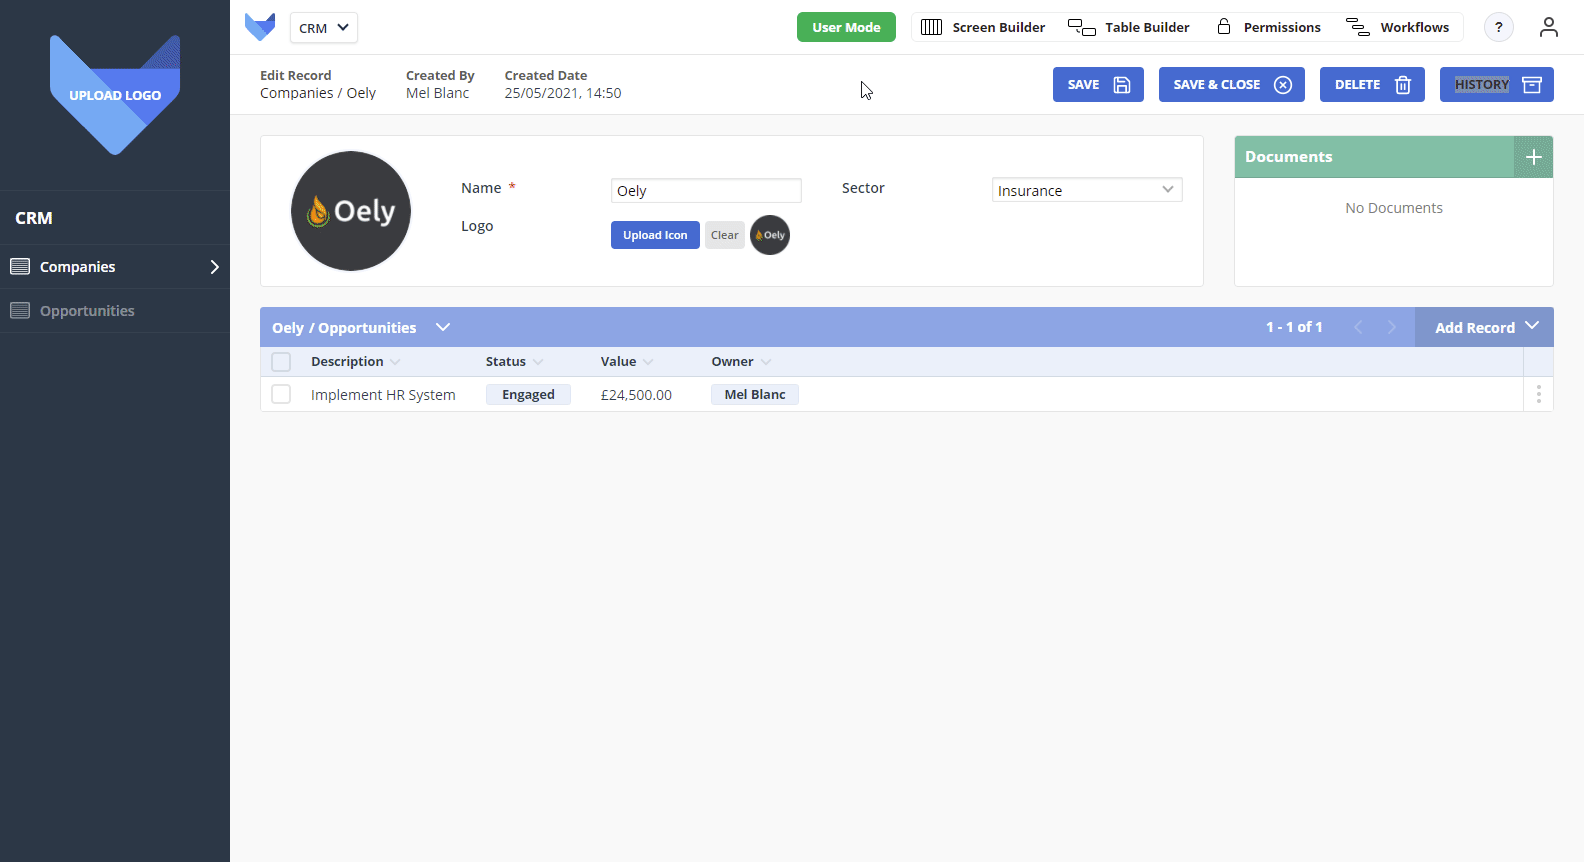 UPLOAD LOGO
CRM
Companies
Opportunities
CRM
User Mode
Screen Builder
Table Builder
Permissions
Workflows
?
Edit Record
Companies / Oely
Created By
Mel Blanc
Created Date
25/05/2021, 14:50
SAVE
SAVE & CLOSE
DELETE
HISTORY
Oely
Name *
Oely
Sector
Insurance
Logo
Upload Icon
Clear
Oely
Documents
No Documents
Oely / Opportunities
1 - 1 of 1
Add Record
Description Status Value Owner
Implement HR System Engaged £24,500.00 Mel Blanc